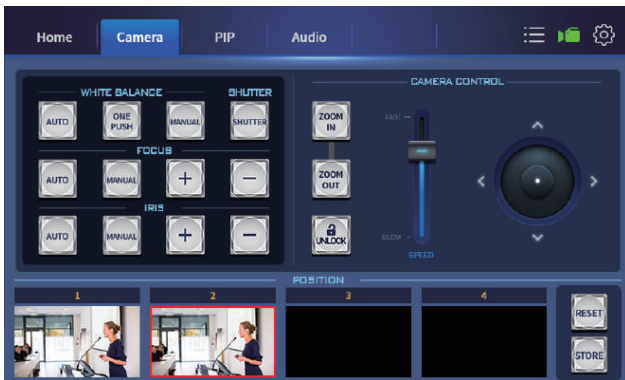 Home Camera PIP Audio
WHITE BALANCE SHUTTER CAMERA CONTROL
AUTO ONE PUSH MANUAL SHUTTER ZOOM IN FAST
FOCUS
AUTO MANUAL + − ZOOM OUT
IRIS
AUTO MANUAL + − UNLOCK SLOW
SPEED
POSITION
1 2 3 4
RESET
STORE